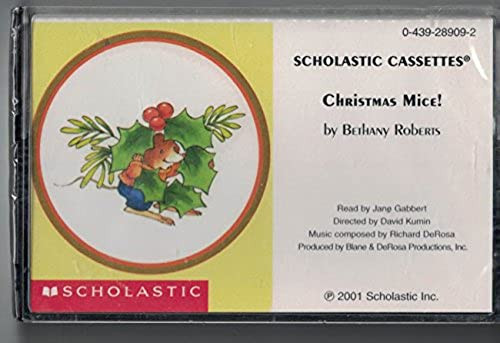 0-439-28909-2
SCHOLASTIC CASSETTES®
CHRISTMAS MICE!
by BETHANY ROBERTS
Read by Jane Gabbert
Directed by David Kumin
Music composed by Richard DeRosa
Produced by Blane & DeRosa Productions, Inc.
SCHOLASTIC
℗ 2001 Scholastic Inc.